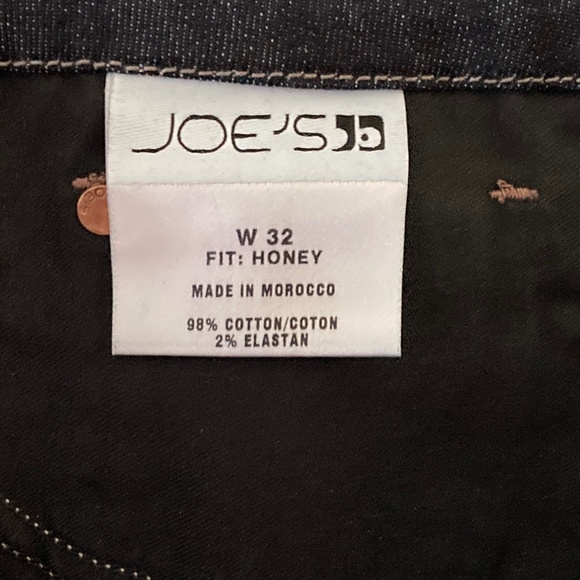 JOE'S
W 32
FIT: HONEY
MADE IN MOROCCO
98% COTTON/COTON
2% ELASTAN